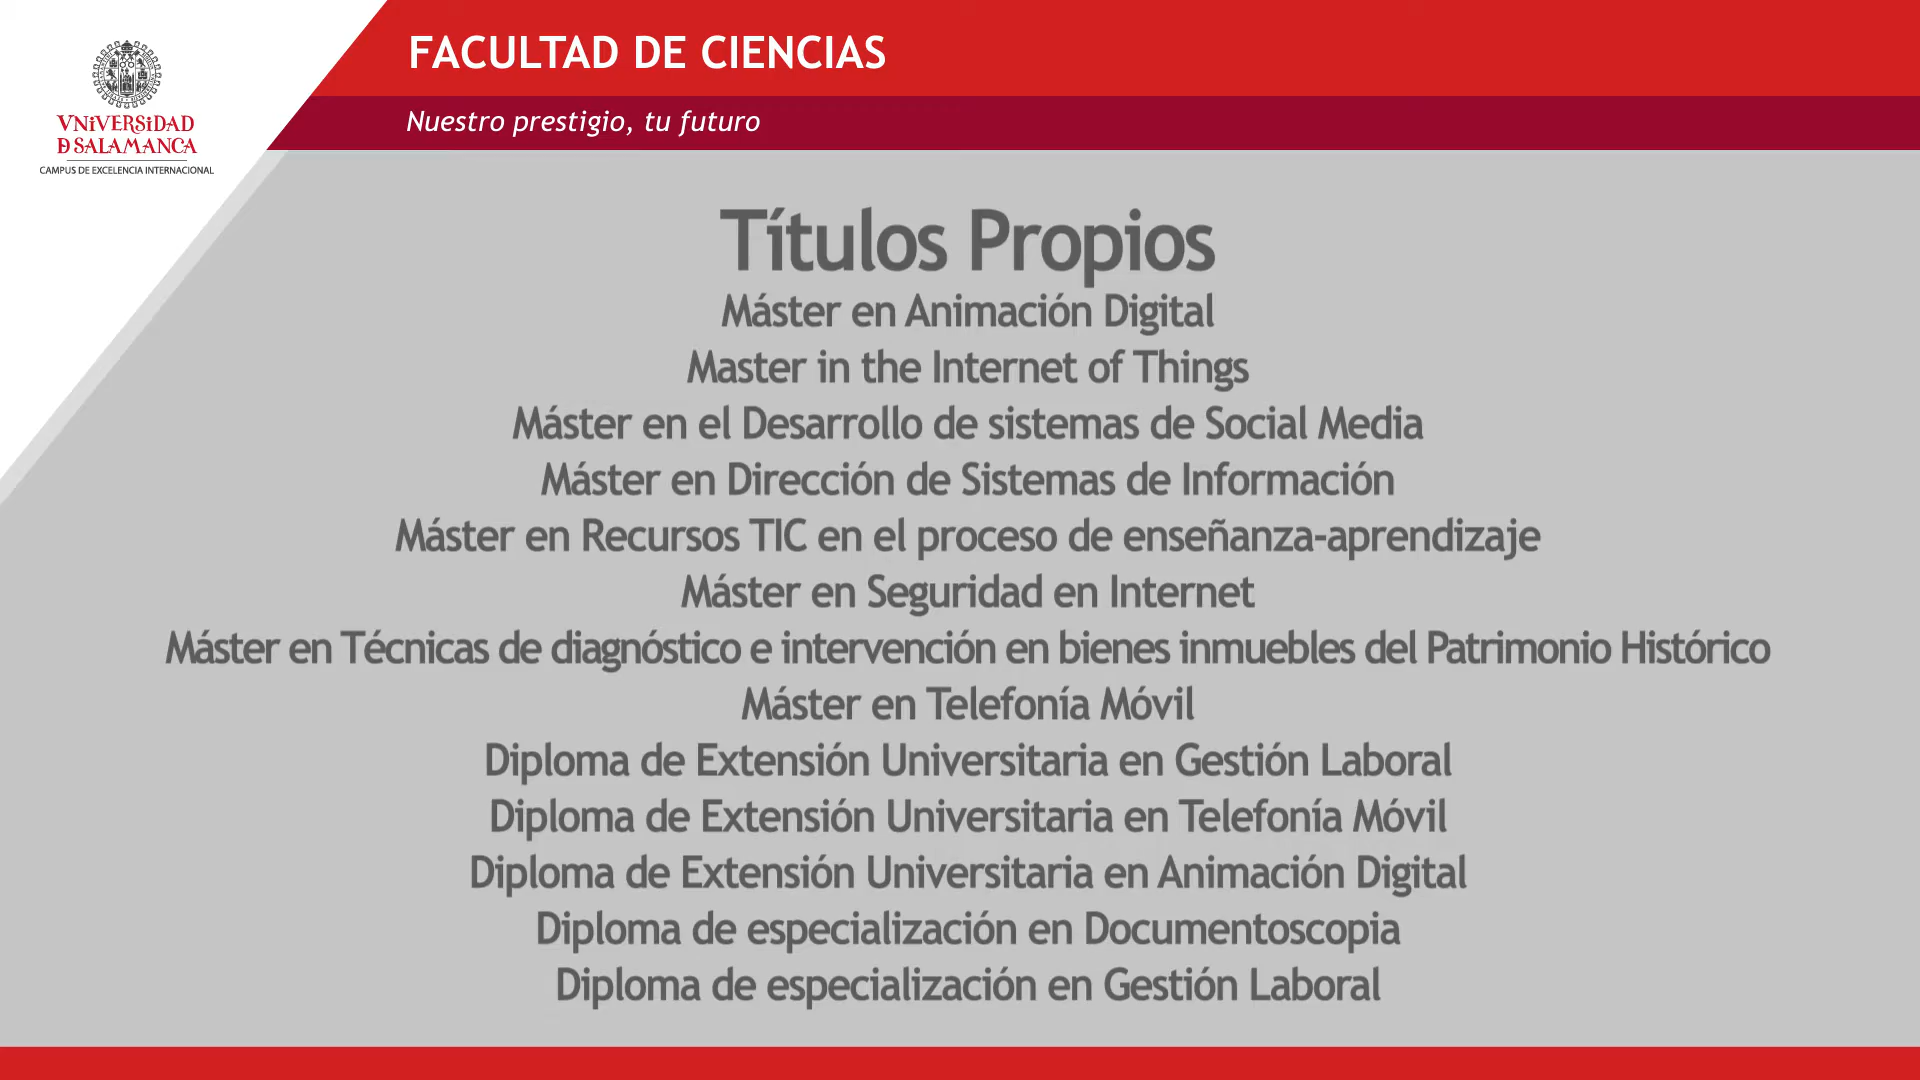 VNiVERSiDAD
D SALAMANCA
CAMPUS DE EXCELENCIA INTERNACIONAL
FACULTAD DE CIENCIAS
Nuestro prestigio, tu futuro
Títulos Propios
Máster en Animación Digital
Master in the Internet of Things
Máster en el Desarrollo de sistemas de Social Media
Máster en Dirección de Sistemas de Información
Máster en Recursos TIC en el proceso de enseñanza-aprendizaje
Máster en Seguridad en Internet
Máster en Técnicas de diagnóstico e intervención en bienes inmuebles del Patrimonio Histórico
Máster en Telefonía Móvil
Diploma de Extensión Universitaria en Gestión Laboral
Diploma de Extensión Universitaria en Telefonía Móvil
Diploma de Extensión Universitaria en Animación Digital
Diploma de especialización en Documentoscopia
Diploma de especialización en Gestión Laboral